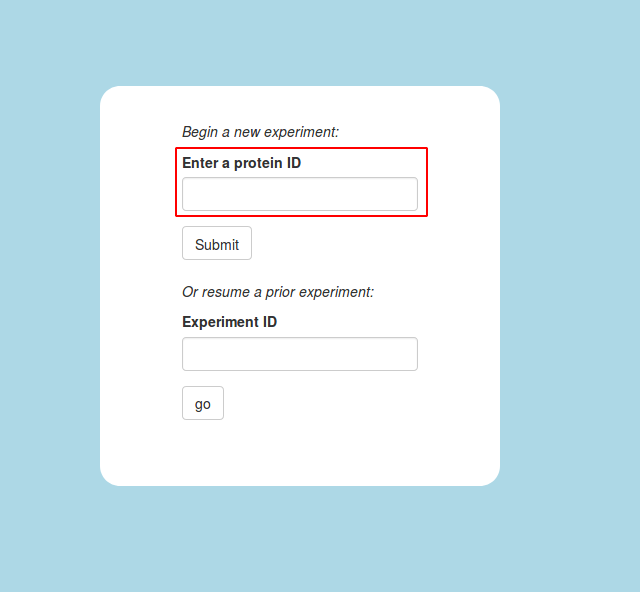 Begin a new experiment:
Enter a protein ID
Submit
Or resume a prior experiment:
Experiment ID
go